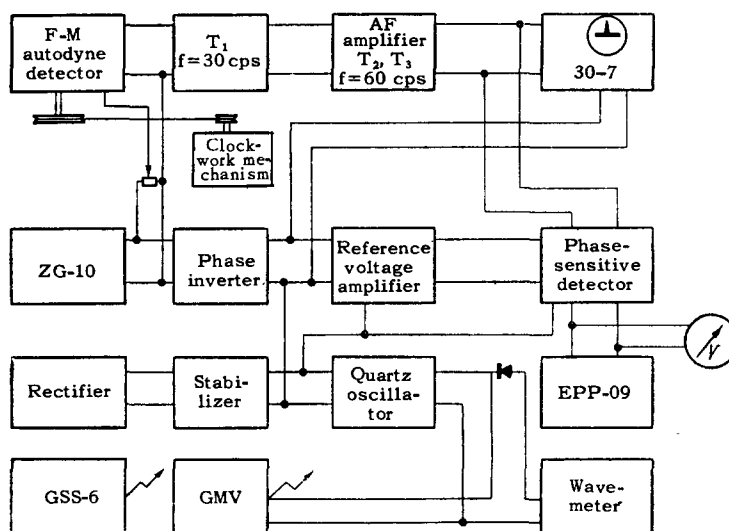 F-M
autodyne
detector
T₁
f=30 cps
AF
amplifier
T₂, T₃
f=60 cps
30-7
Clock-
work me-
chanism
ZG-10
Phase
inverter
Reference
voltage
amplifier
Phase-
sensitive
detector
V
Rectifier
Stabi-
lizer
Quartz
oscilla-
tor
EPP-09
GSS-6
GMV
Wave-
meter